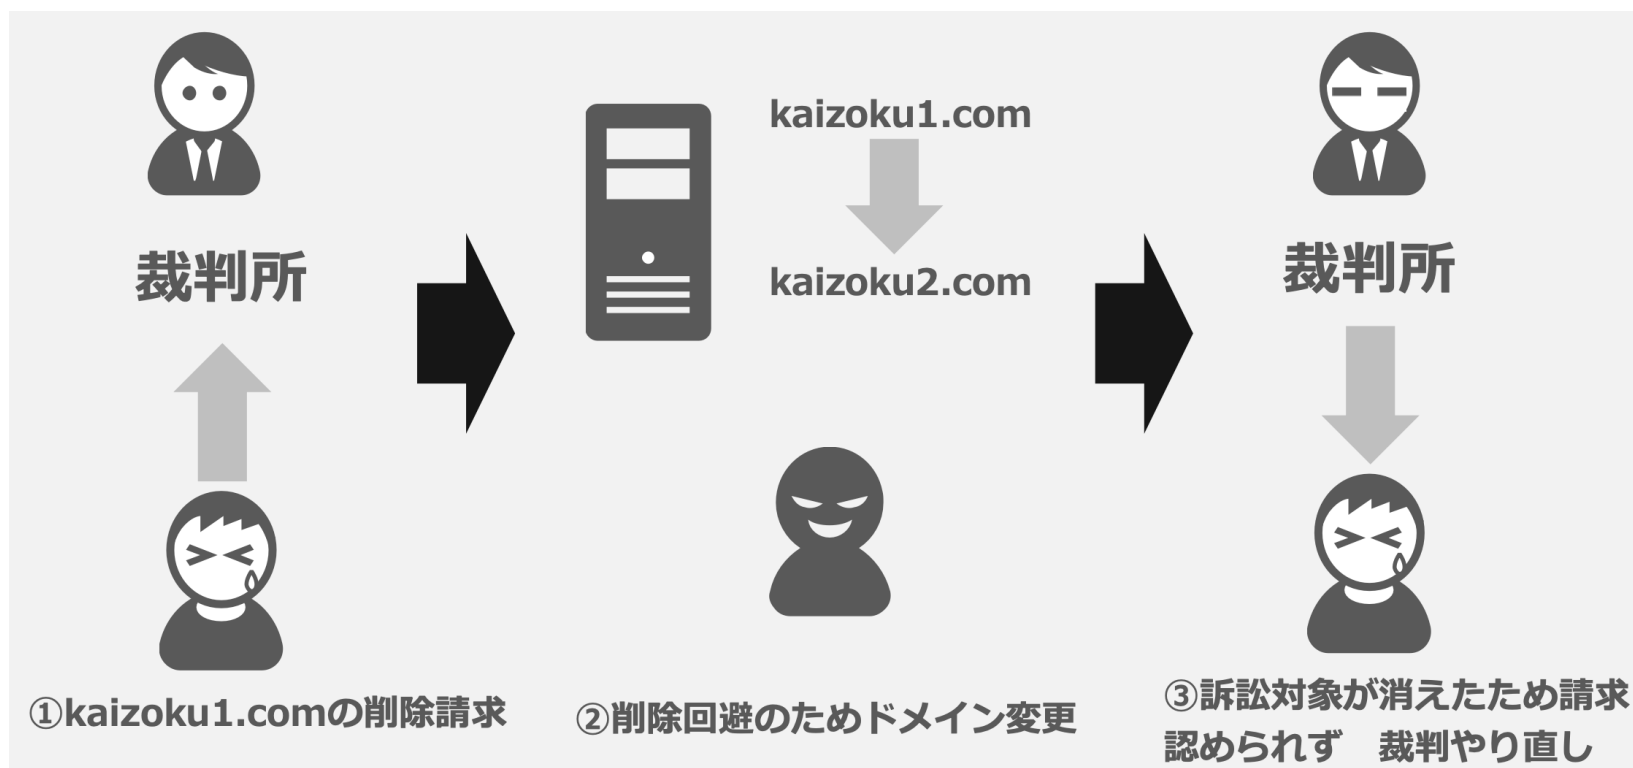 裁判所
①kaizoku1.comの削除請求
kaizoku1.com
kaizoku2.com
②削除回避のためドメイン変更
裁判所
③訴訟対象が消えたため請求
認められず　裁判やり直し